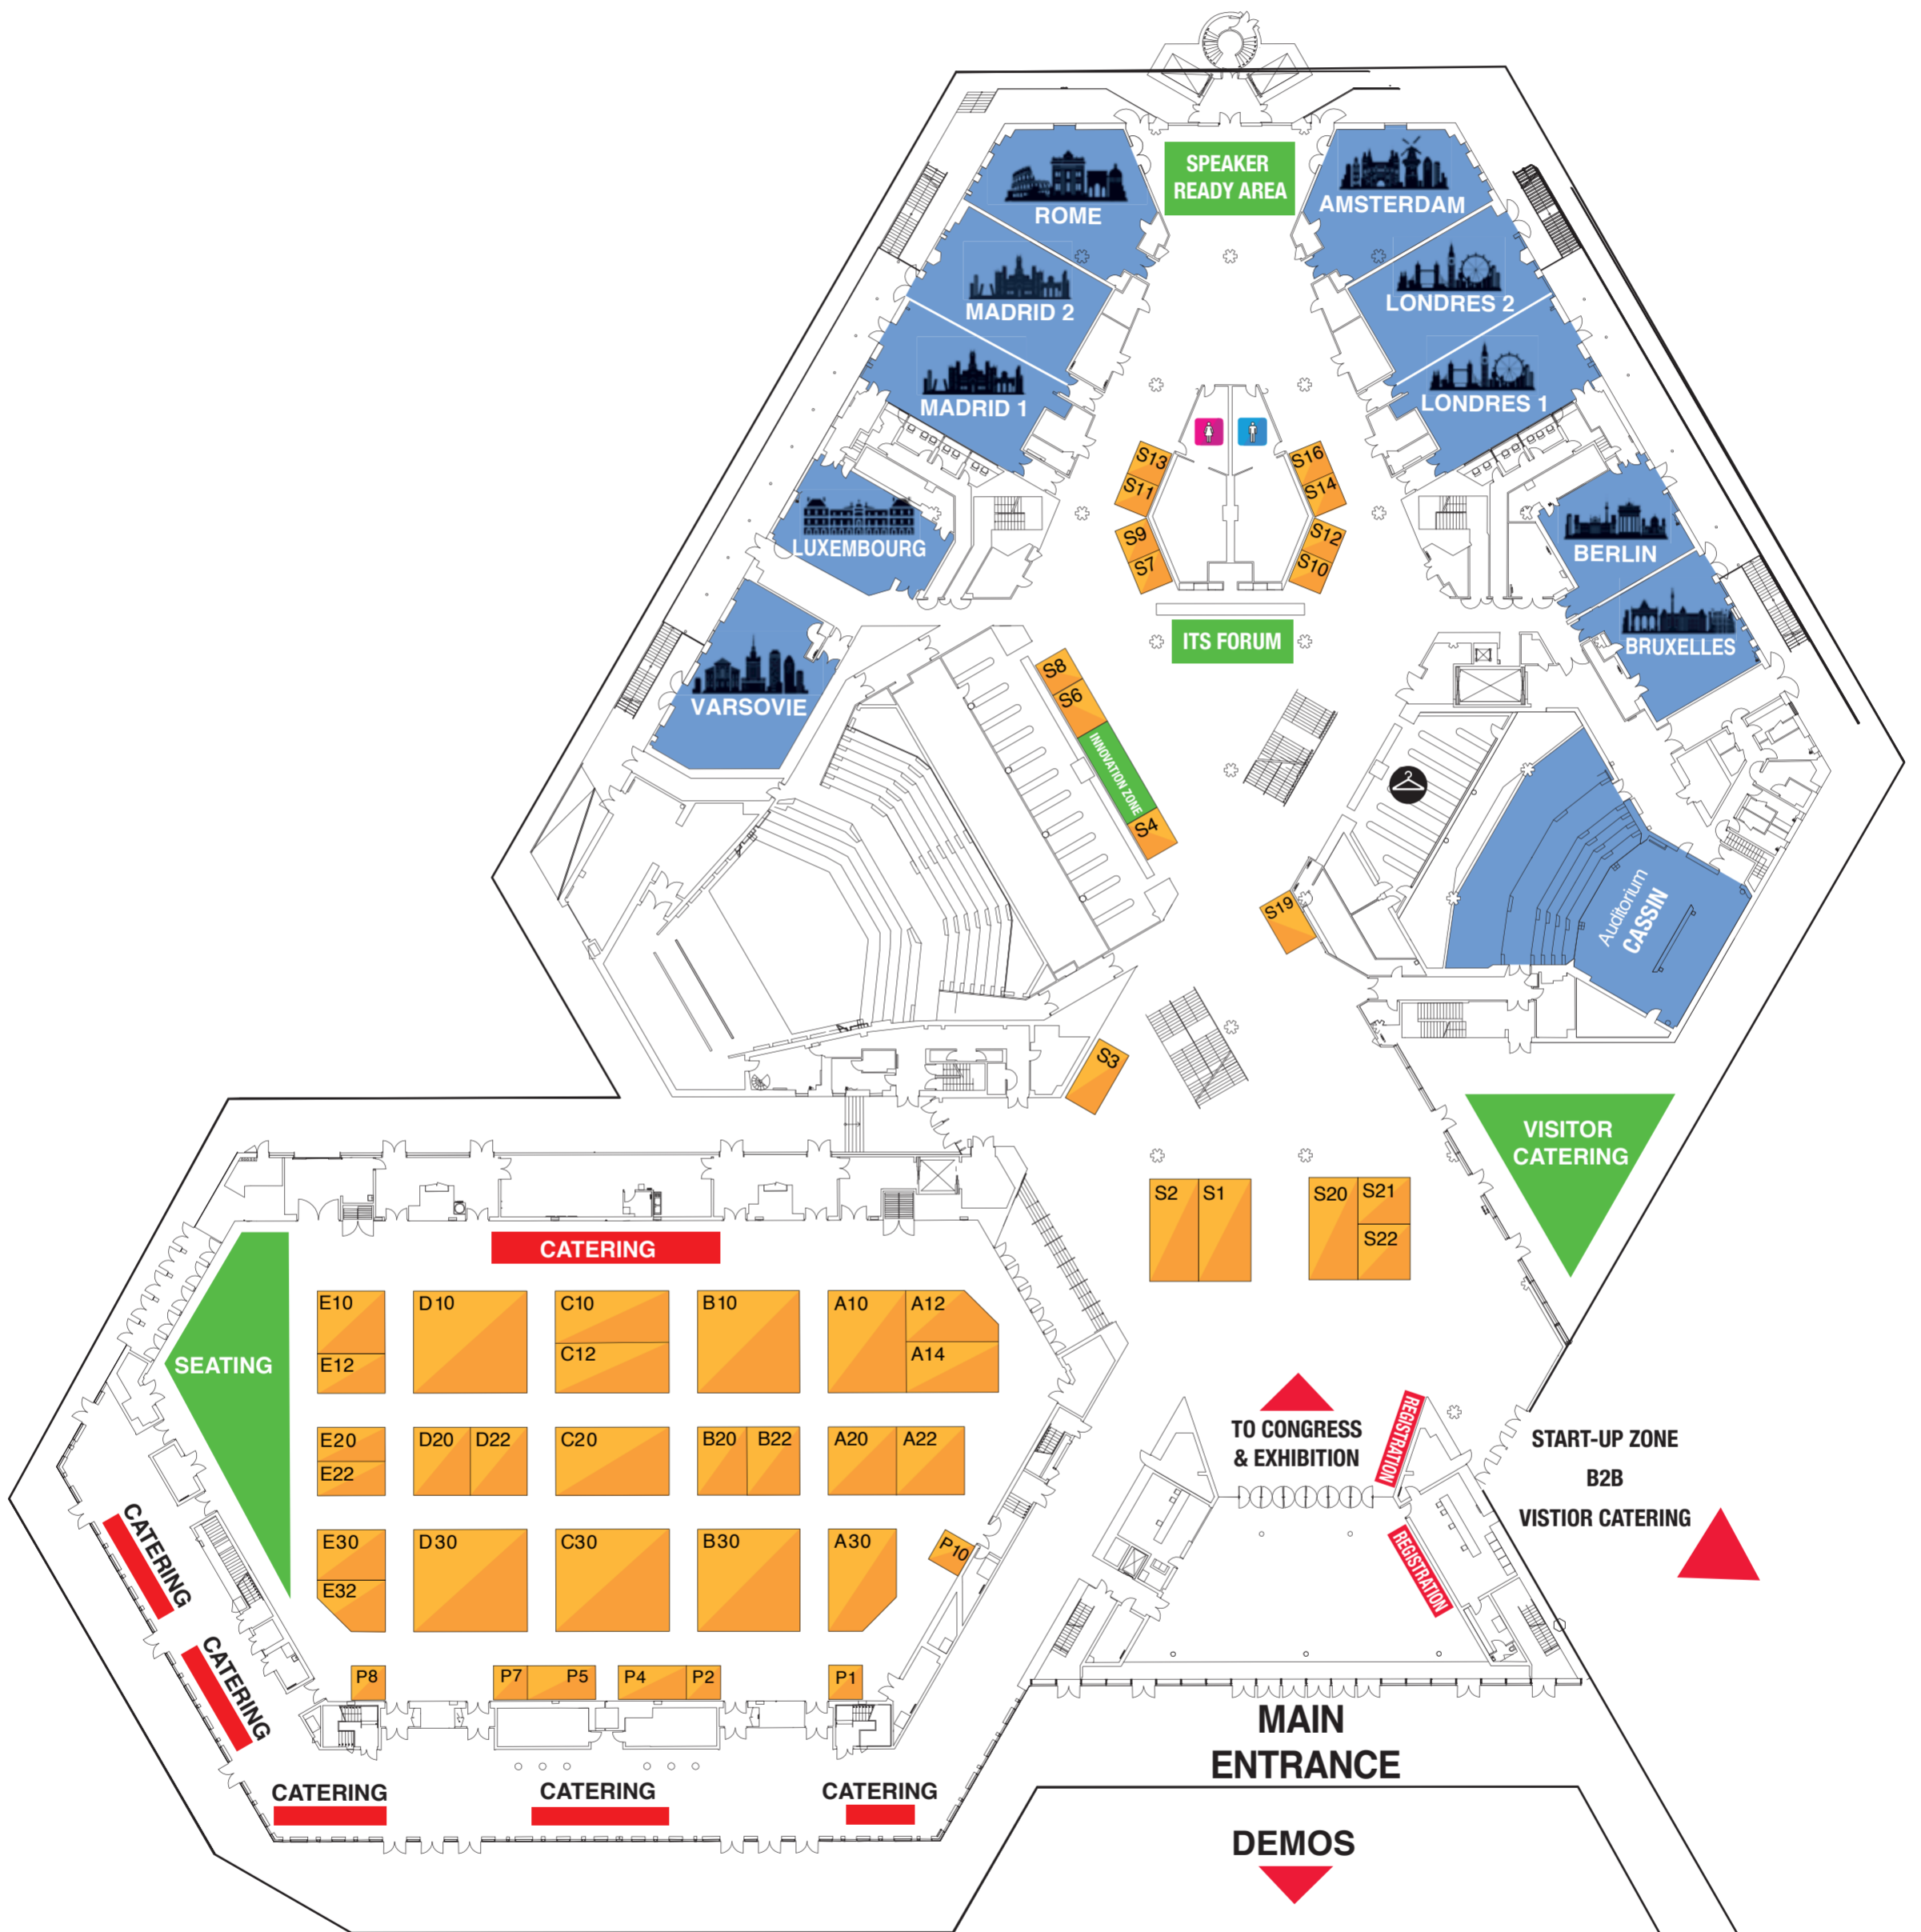 SPEAKER
READY AREA
ROME
AMSTERDAM
MADRID 2
LONDRES 2
MADRID 1
LONDRES 1
S13
S11
S16
S14
S9
S7
S12
S10
LUXEMBOURG
BERLIN
ITS FORUM
BRUXELLES
VARSOVIE
S8
S6
INNOVATION ZONE
S4
S19
Auditorium
CASSIN
S3
VISITOR
CATERING
S2
S1
S20
S21
S22
CATERING
SEATING
E10
E12
D10
C10
C12
B10
A10
A12
A14
E20
E22
D20
D22
C20
B20
B22
A20
A22
E30
E32
D30
C30
B30
A30
P10
P8
P7
P5
P4
P2
P1
CATERING
CATERING
CATERING
CATERING
CATERING
TO CONGRESS
& EXHIBITION
REGISTRATION
REGISTRATION
START-UP ZONE
B2B
VISTIOR CATERING
MAIN
ENTRANCE
DEMOS